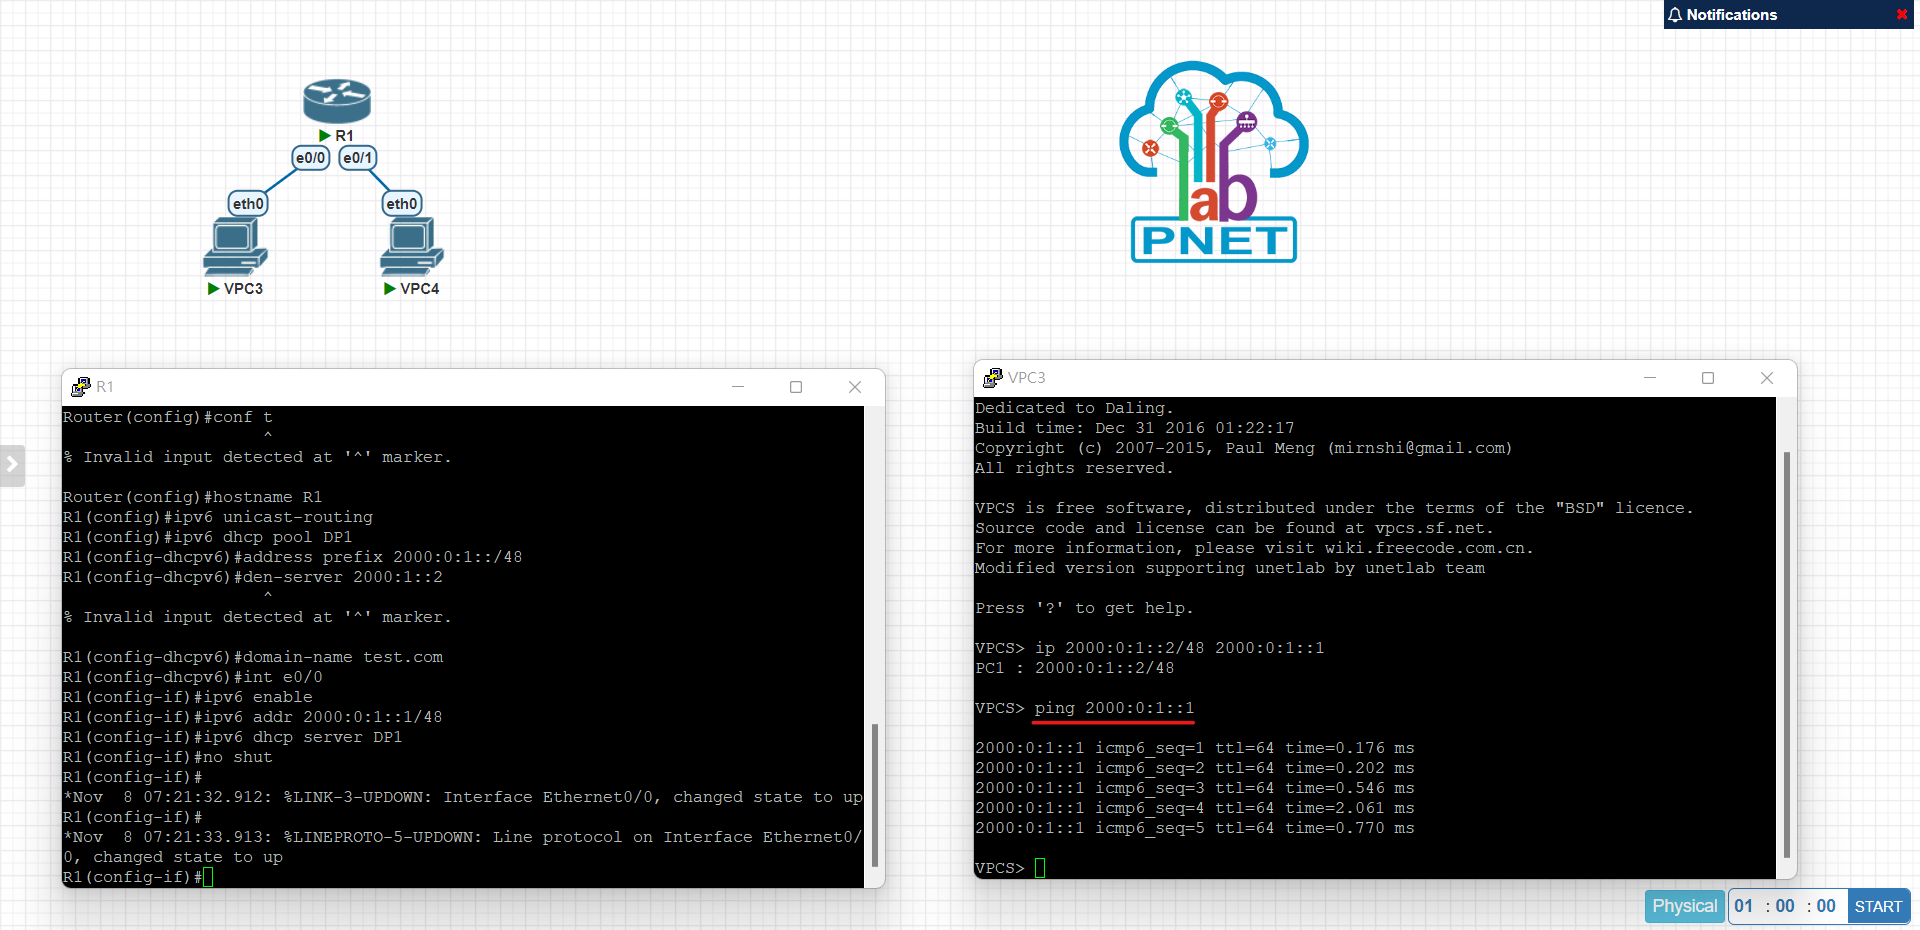 Notifications
R1
e0/0 e0/1
eth0 eth0
VPC3 VPC4
lab
PNET
R1
Router(config)#conf t
^
% Invalid input detected at '^' marker.
Router(config)#hostname R1
R1(config)#ipv6 unicast-routing
R1(config)#ipv6 dhcp pool DP1
R1(config-dhcpv6)#address prefix 2000:0:1::/48
R1(config-dhcpv6)#den-server 2000:1::2
^
% Invalid input detected at '^' marker.
R1(config-dhcpv6)#domain-name test.com
R1(config-dhcpv6)#int e0/0
R1(config-if)#ipv6 enable
R1(config-if)#ipv6 addr 2000:0:1::1/48
R1(config-if)#ipv6 dhcp server DP1
R1(config-if)#no shut
R1(config-if)#
*Nov  8 07:21:32.912: %LINK-3-UPDOWN: Interface Ethernet0/0, changed state to up
R1(config-if)#
*Nov  8 07:21:33.913: %LINEPROTO-5-UPDOWN: Line protocol on Interface Ethernet0/
0, changed state to up
R1(config-if)#
VPC3
Dedicated to Daling.
Build time: Dec 31 2016 01:22:17
Copyright (c) 2007-2015, Paul Meng (mirnshi@gmail.com)
All rights reserved.
VPCS is free software, distributed under the terms of the "BSD" licence.
Source code and license can be found at vpcs.sf.net.
For more information, please visit wiki.freecode.com.cn.
Modified version supporting unetlab by unetlab team
Press '?' to get help.
VPCS> ip 2000:0:1::2/48 2000:0:1::1
PC1 : 2000:0:1::2/48
VPCS> ping 2000:0:1::1
2000:0:1::1 icmp6_seq=1 ttl=64 time=0.176 ms
2000:0:1::1 icmp6_seq=2 ttl=64 time=0.202 ms
2000:0:1::1 icmp6_seq=3 ttl=64 time=0.546 ms
2000:0:1::1 icmp6_seq=4 ttl=64 time=2.061 ms
2000:0:1::1 icmp6_seq=5 ttl=64 time=0.770 ms
VPCS>
Physical 01 : 00 : 00 START